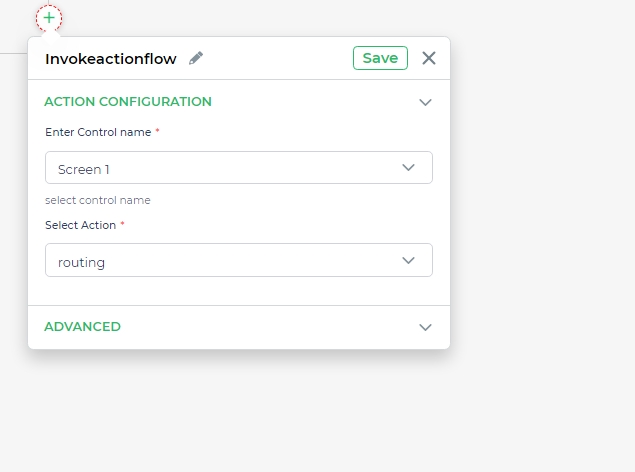 Invokeactionflow
Save
ACTION CONFIGURATION
Enter Control name *
Screen 1
select control name
Select Action *
routing
ADVANCED